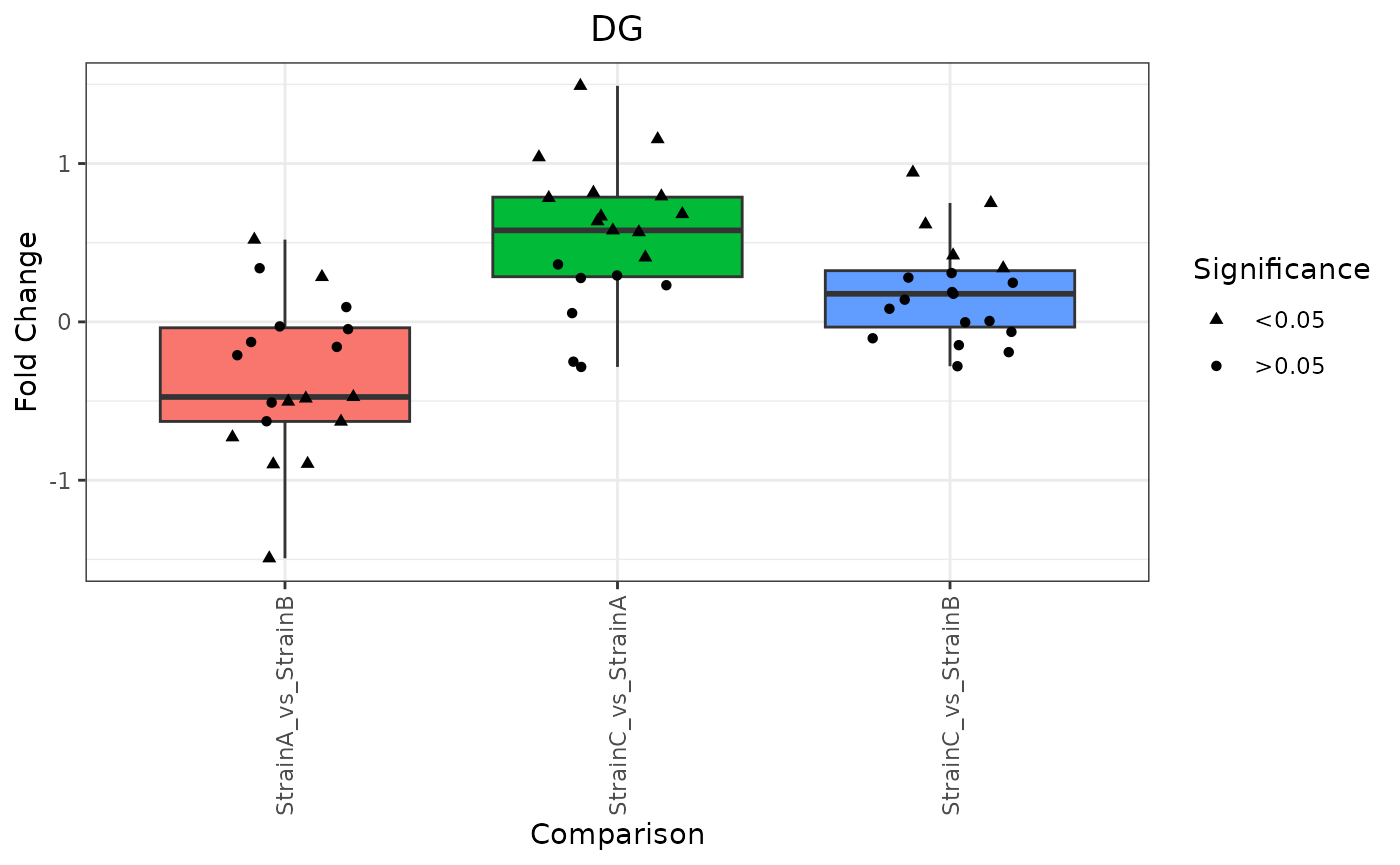 DG
Fold Change
1
0
-1
StrainA_vs_StrainB
StrainC_vs_StrainA
StrainC_vs_StrainB
Comparison
Significance
<0.05
>0.05